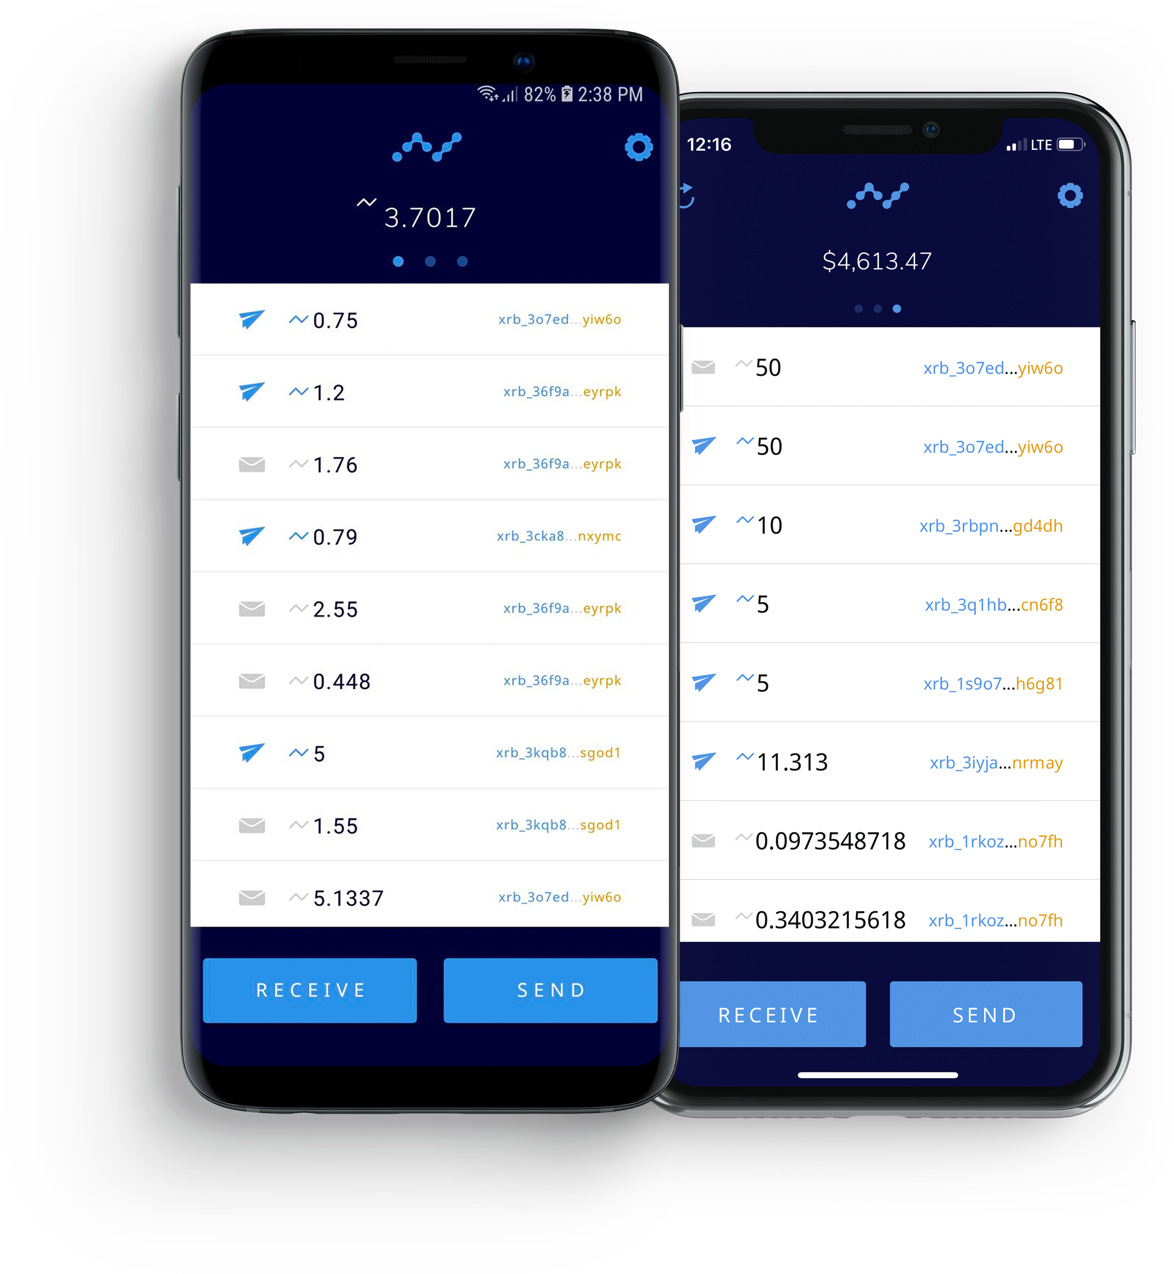 82% 2:38 PM
3.7017
0.75 xrb_3o7ed...yiw6o
1.2 xrb_36f9a...eyrpk
1.76 xrb_36f9a...eyrpk
0.79 xrb_3cka8...nxymc
2.55 xrb_36f9a...eyrpk
0.448 xrb_36f9a...eyrpk
5 xrb_3kqb8...sgod1
1.55 xrb_3kqb8...sgod1
5.1337 xrb_3o7ed...yiw6o
RECEIVE SEND
12:16 LTE
$4,613.47
50 xrb_3o7ed...yiw6o
50 xrb_3o7ed...yiw6o
10 xrb_3rbpn...gd4dh
5 xrb_3q1hb...cn6f8
5 xrb_1s9o7...h6g81
11.313 xrb_3iyja...nrmay
0.0973548718 xrb_1rkoz...no7fh
0.3403215618 xrb_1rkoz...no7fh
RECEIVE SEND